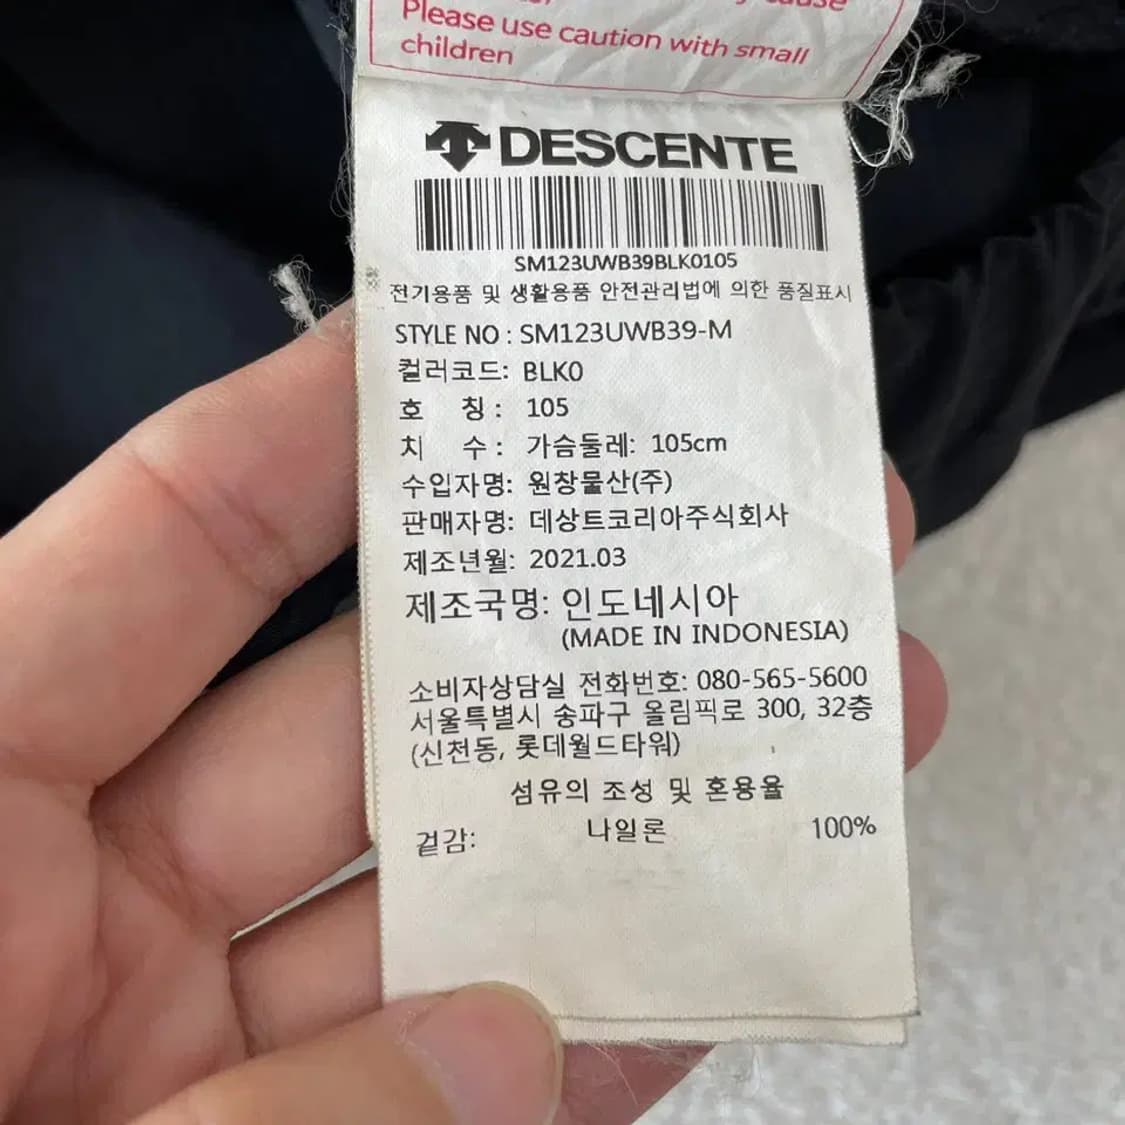 cause
Please use caution with small
children
DESCENTE
SM123UWB39BLK0105
전기용품 및 생활용품 안전관리법에 의한 품질표시
STYLE NO : SM123UWB39-M
컬러코드: BLK0
호 칭 : 105
치 수 : 가슴둘레: 105cm
수입자명: 원창물산(주)
판매자명: 데상트코리아주식회사
제조년월: 2021.03
제조국명: 인도네시아
(MADE IN INDONESIA)
소비자상담실 전화번호: 080-565-5600
서울특별시 송파구 올림픽로 300, 32층
(신천동, 롯데월드타워)
섬유의 조성 및 혼용율
겉감: 나일론 100%